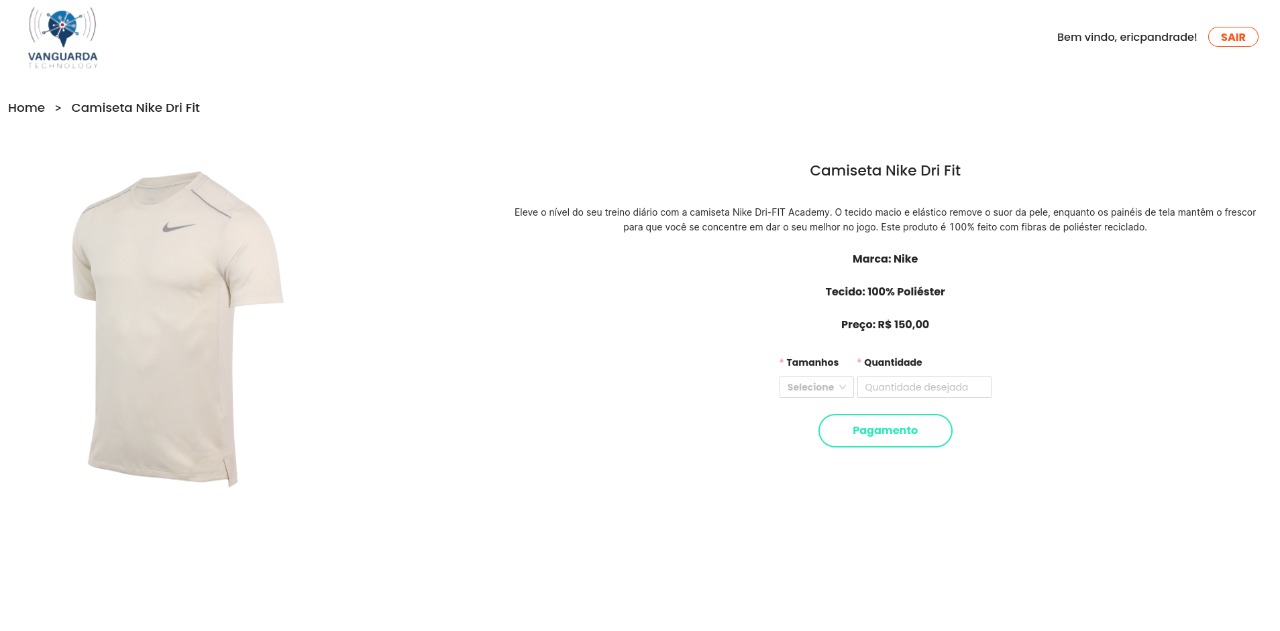 VANGUARDA
TECHNOLOGY
Bem vindo, ericpandrade!
SAIR
Home > Camiseta Nike Dri Fit
Camiseta Nike Dri Fit
Eleve o nível do seu treino diário com a camiseta Nike Dri-FIT Academy. O tecido macio e elástico remove o suor da pele, enquanto os painéis de tela mantêm o frescor
para que você se concentre em dar o seu melhor no jogo. Este produto é 100% feito com fibras de poliéster reciclado.
Marca: Nike
Tecido: 100% Poliéster
Preço: R$ 150,00
* Tamanhos * Quantidade
Selecione Quantidade desejada
Pagamento